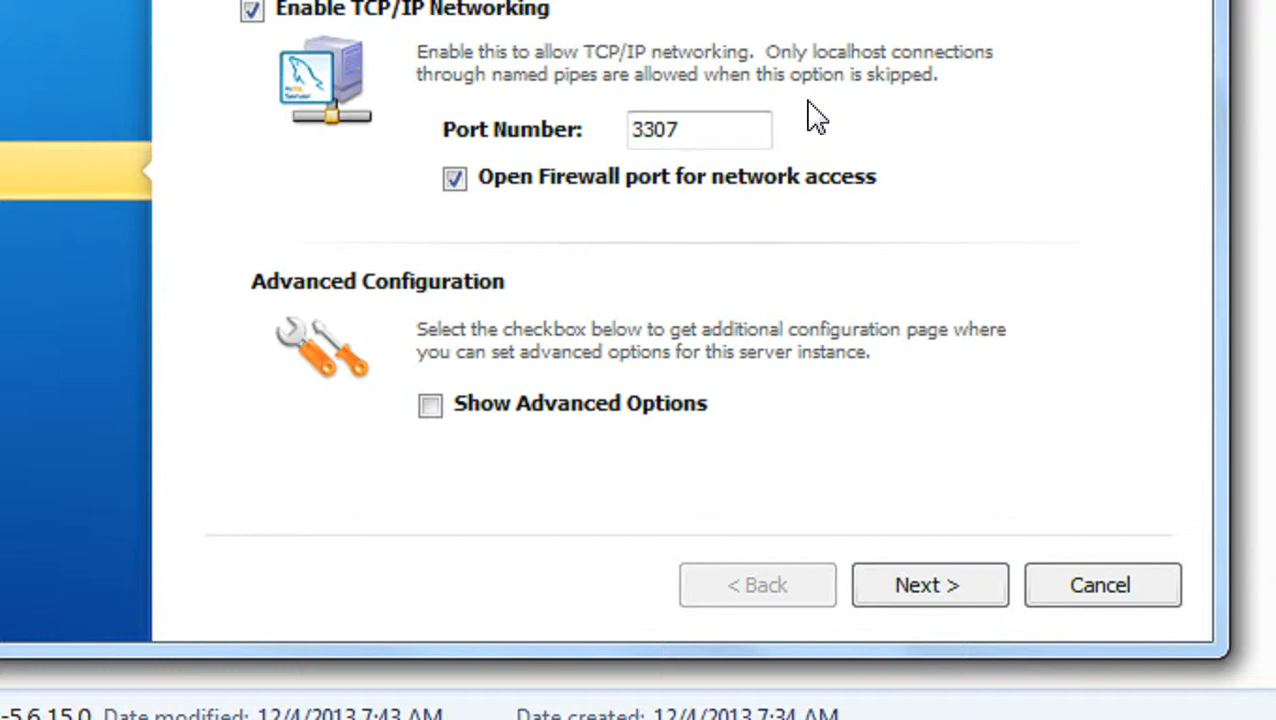 Enable TCP/IP Networking
Enable this to allow TCP/IP networking. Only localhost connections
through named pipes are allowed when this option is skipped.
Port Number: 3307
Open Firewall port for network access
Advanced Configuration
Select the checkbox below to get additional configuration page where
you can set advanced options for this server instance.
Show Advanced Options
< Back Next > Cancel
-5.6.15.0 Date modified: 12/4/2013 7:43 AM Date created: 12/4/2013 7:34 AM